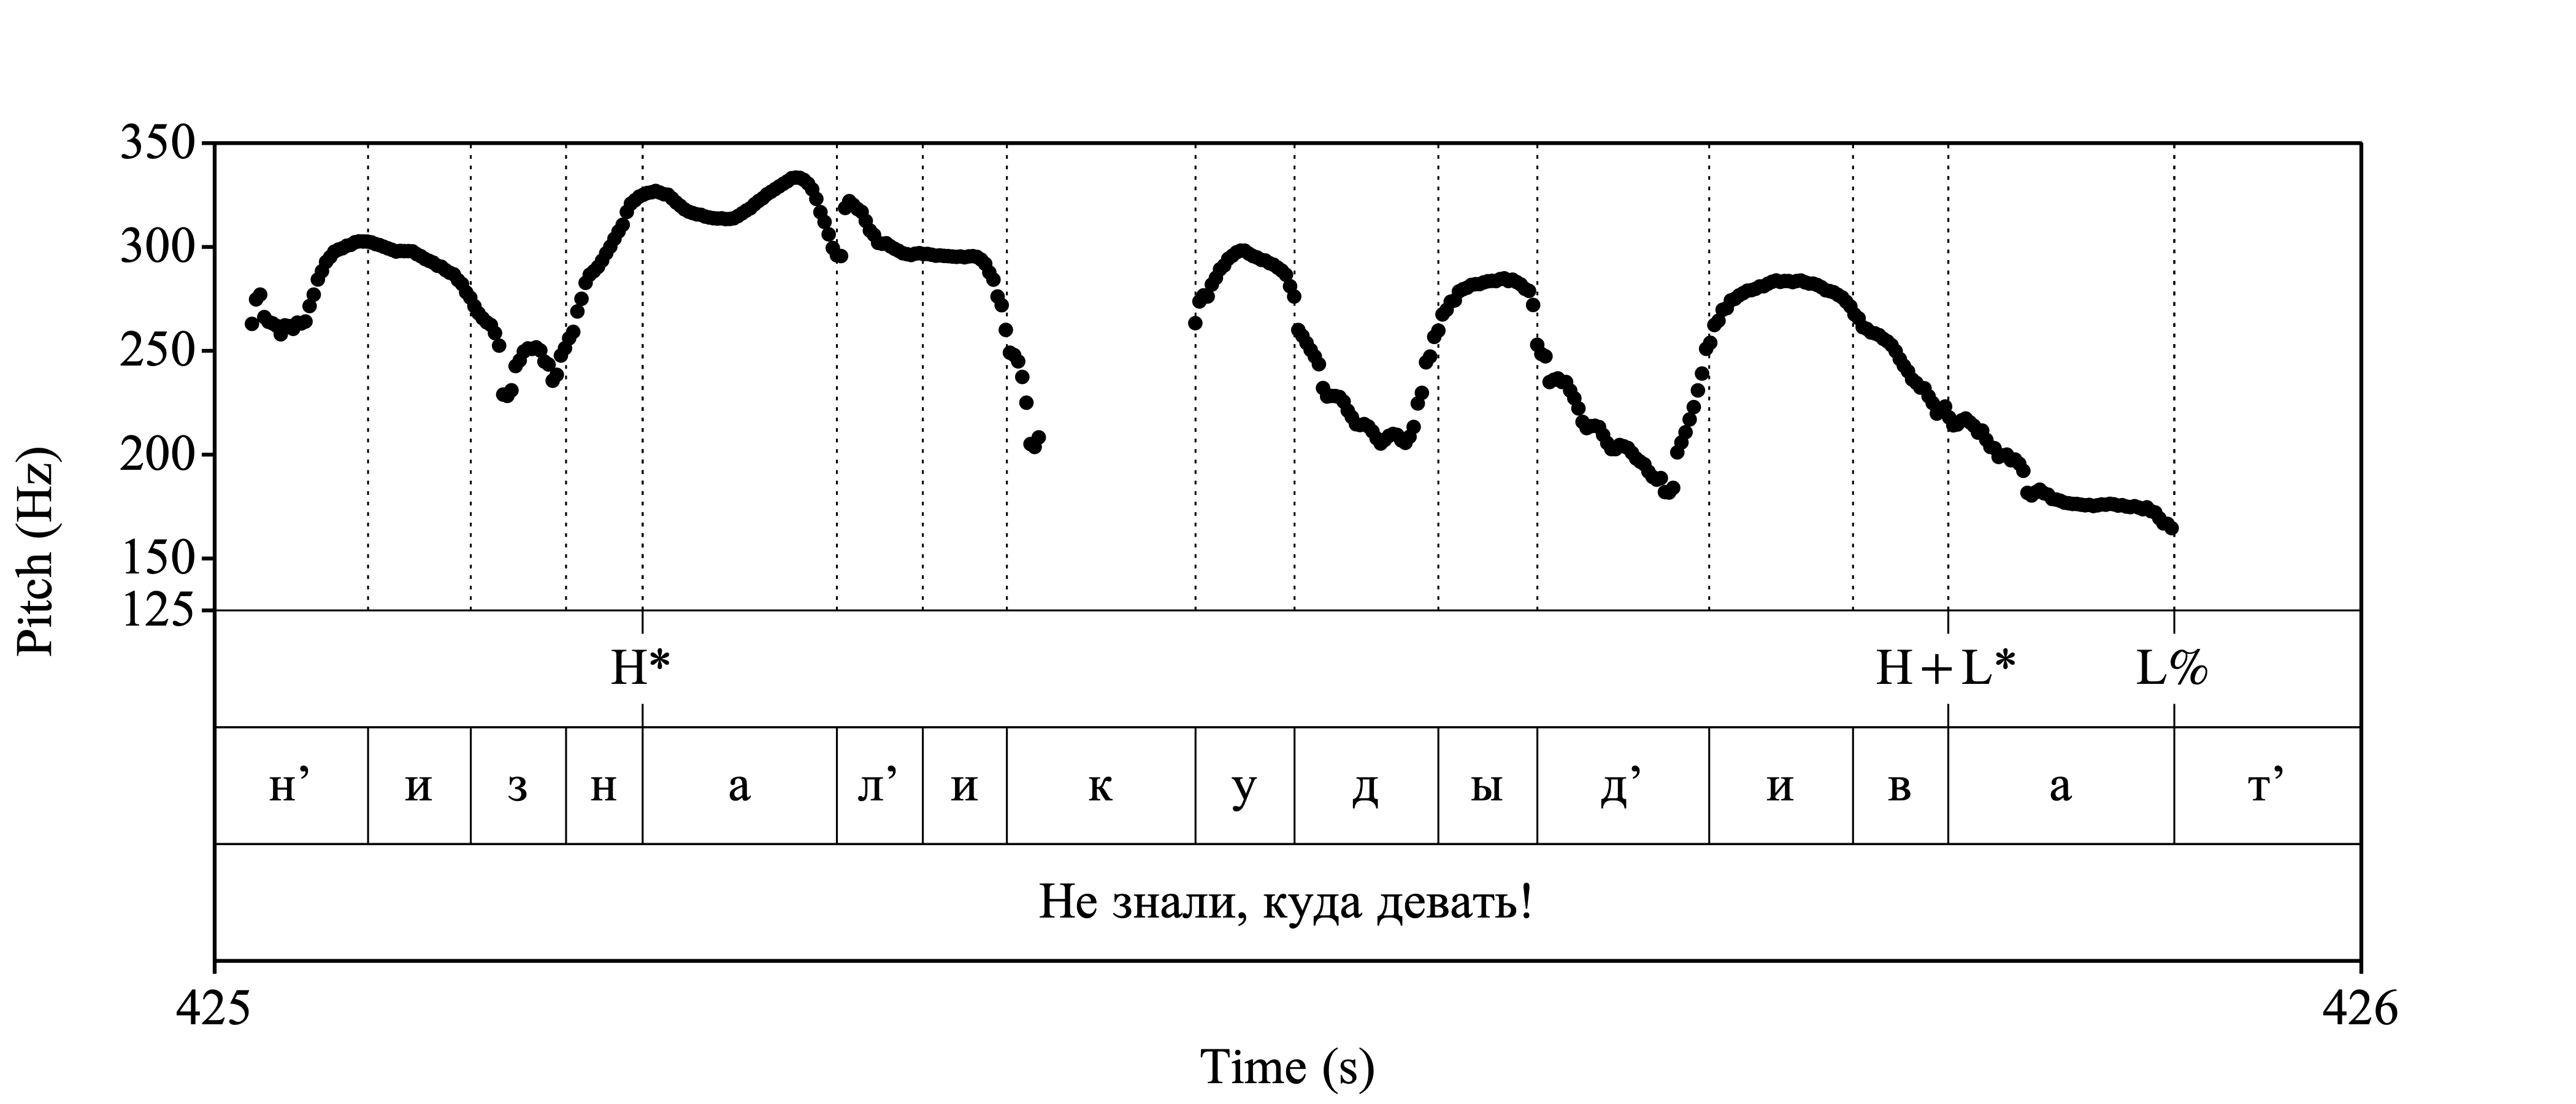 350
300
250
200
150
125
Pitch (Hz)
H* H+L* L%
н’ и з н а л’ и к у д ы д’ и в а т’
Не знали, куда девать!
425 426
Time (s)